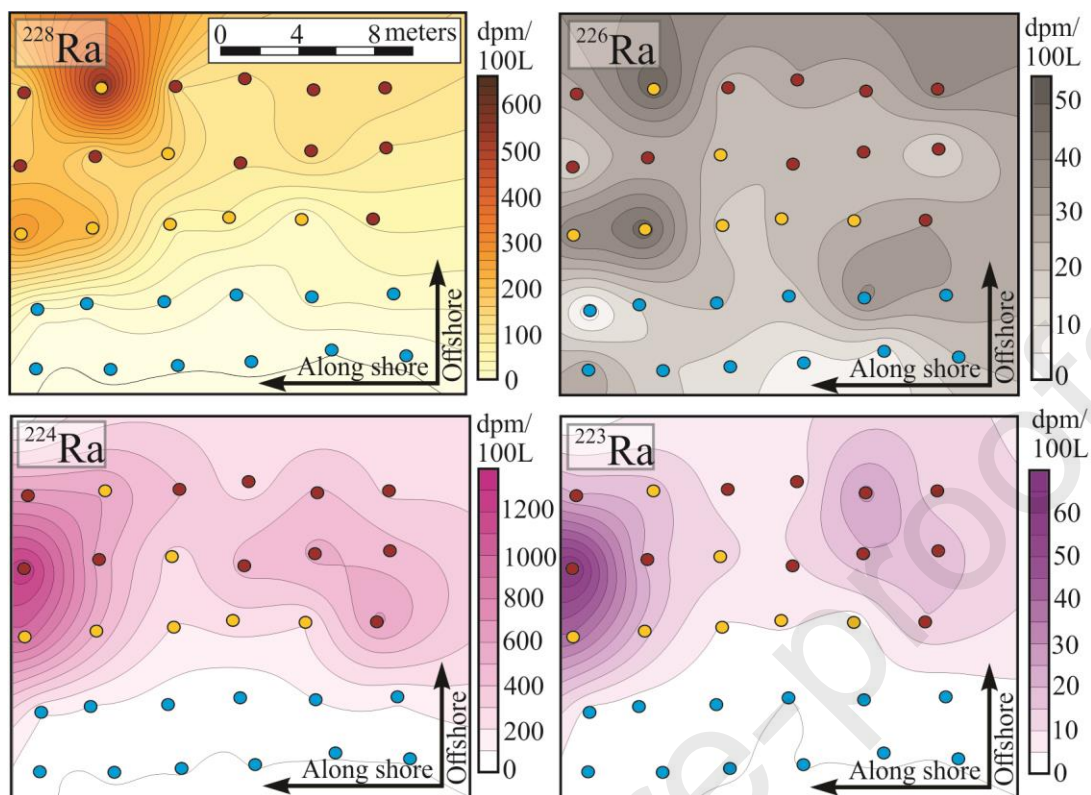 ²²⁸Ra
0 4 8 meters
dpm/
100L
600
500
400
300
200
100
0
Along shore
Offshore
²²⁶Ra
dpm/
100L
50
40
30
20
10
0
Along shore
Offshore
²²⁴Ra
dpm/
100L
1200
1000
800
600
400
200
0
Along shore
Offshore
²²³Ra
dpm/
100L
60
50
40
30
20
10
0
Along shore
Offshore